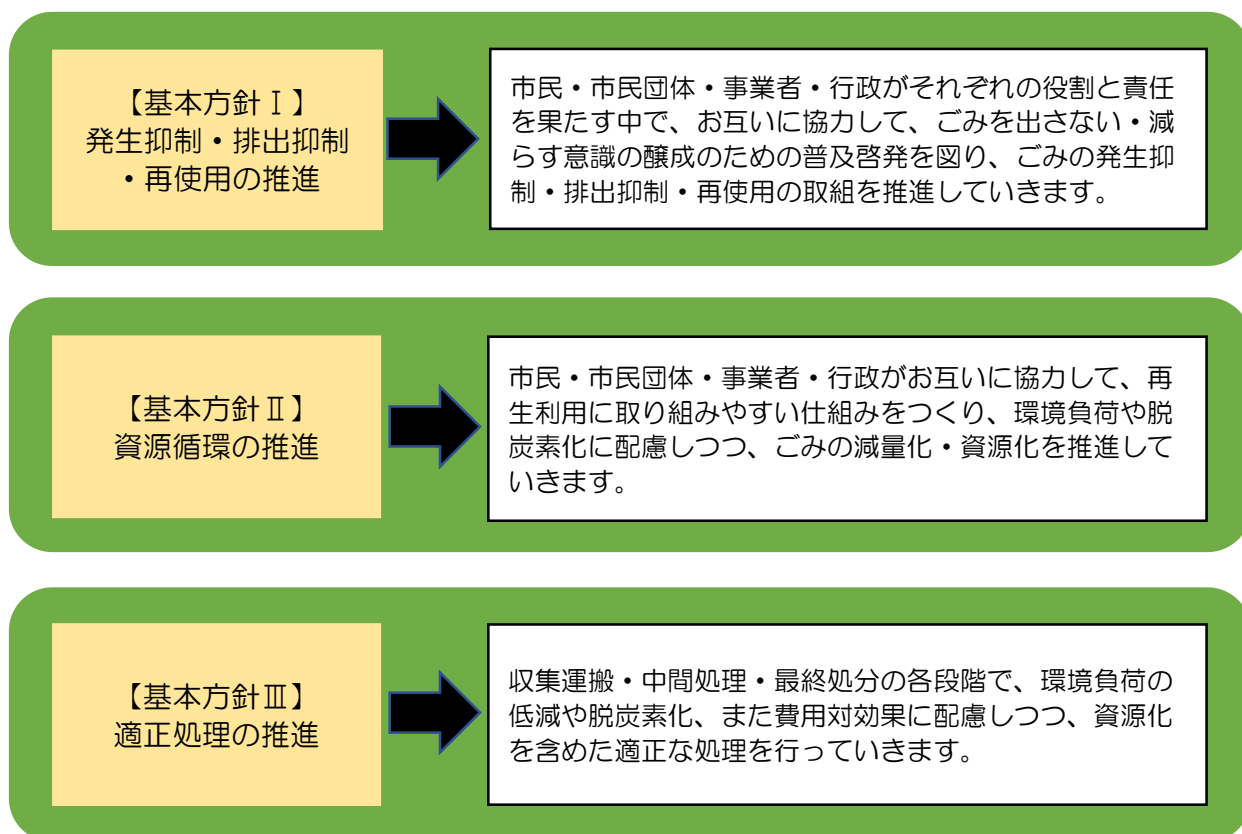 【基本方針Ⅰ】
発生抑制・排出抑制
・再使用の推進
市民・市民団体・事業者・行政がそれぞれの役割と責任
を果たす中で、お互いに協力して、ごみを出さない・減
らす意識の醸成のための普及啓発を図り、ごみの発生抑
制・排出抑制・再使用の取組を推進していきます。
【基本方針Ⅱ】
資源循環の推進
市民・市民団体・事業者・行政がお互いに協力して、再
生利用に取り組みやすい仕組みをつくり、環境負荷や脱
炭素化に配慮しつつ、ごみの減量化・資源化を推進して
いきます。
【基本方針Ⅲ】
適正処理の推進
収集運搬・中間処理・最終処分の各段階で、環境負荷の
低減や脱炭素化、また費用対効果に配慮しつつ、資源化
を含めた適正な処理を行っていきます。